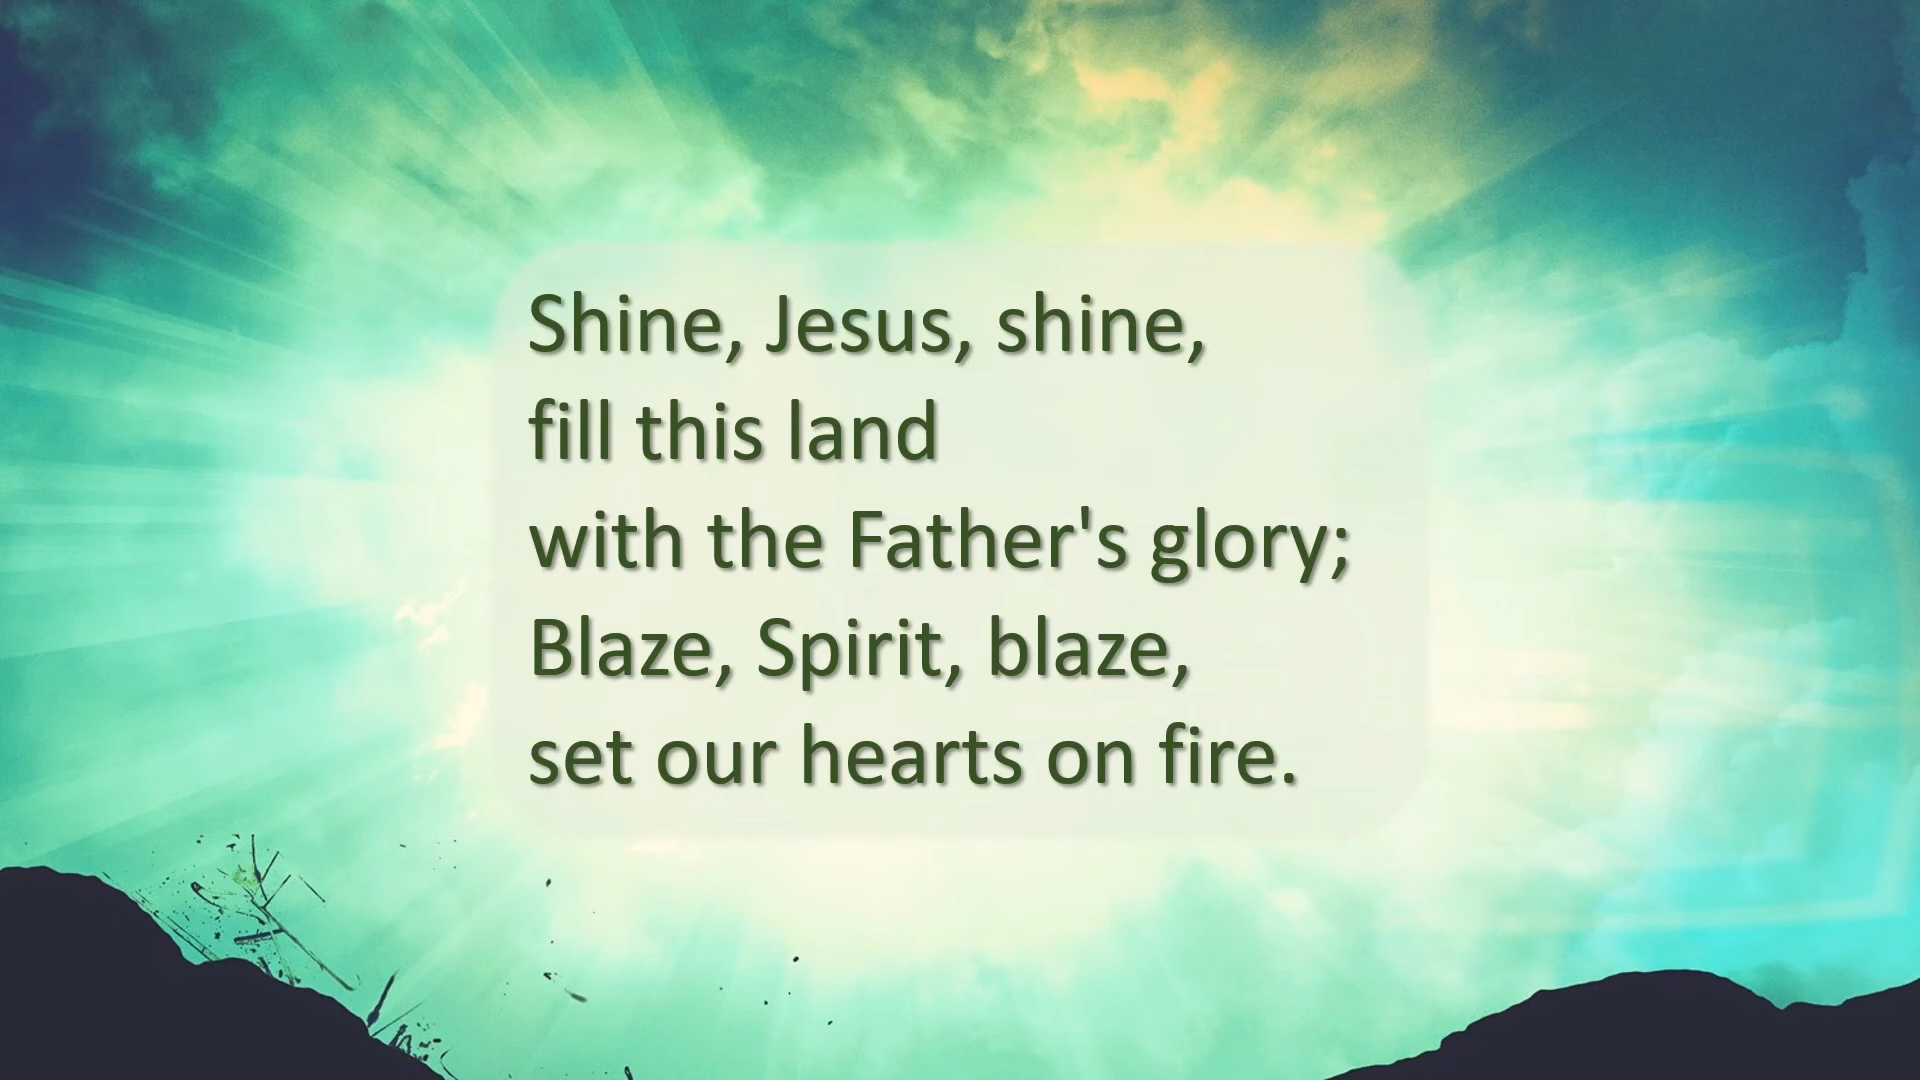 Shine, Jesus, shine,
fill this land
with the Father's glory;
Blaze, Spirit, blaze,
set our hearts on fire.